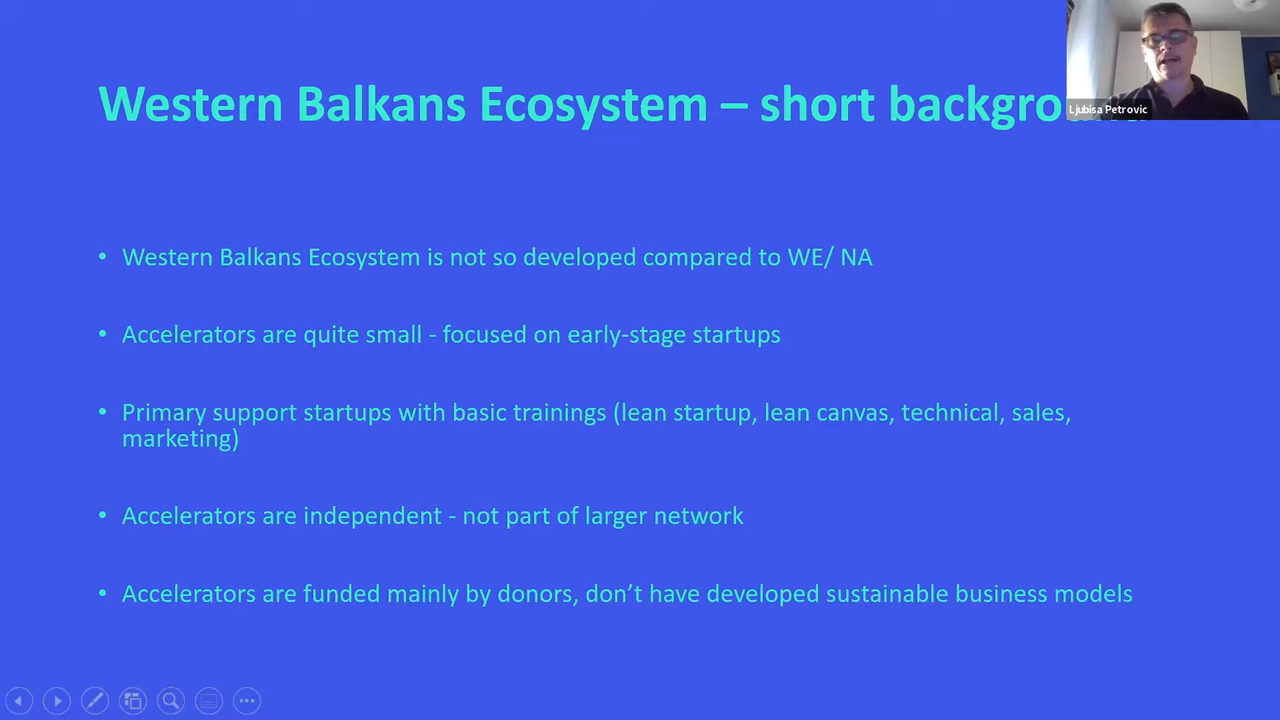 Western Balkans Ecosystem – short
Ljubisa Petrovic
• Western Balkans Ecosystem is not so developed compared to WE/ NA
• Accelerators are quite small - focused on early-stage startups
• Primary support startups with basic trainings (lean startup, lean canvas, technical, sales,
marketing)
• Accelerators are independent - not part of larger network
• Accelerators are funded mainly by donors, don’t have developed sustainable business models